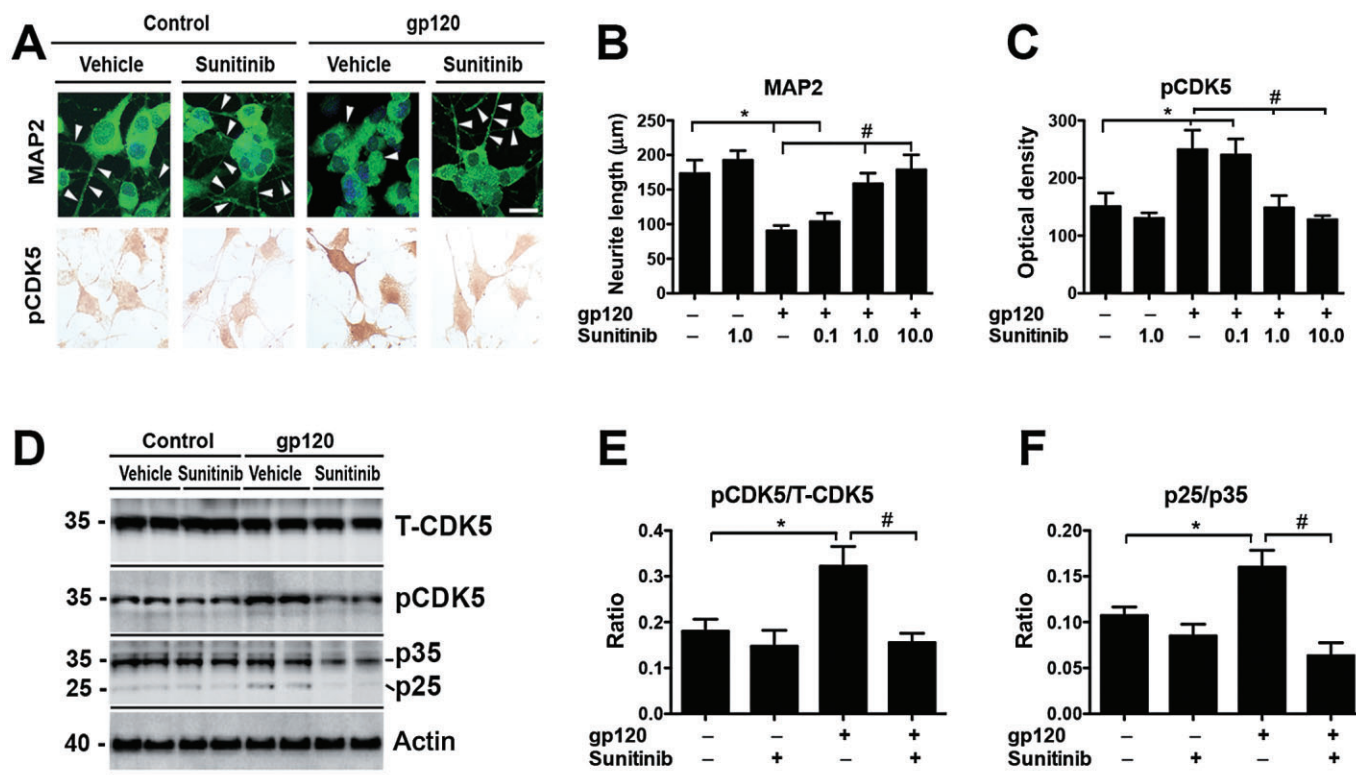 A
Control gp120
Vehicle Sunitinib Vehicle Sunitinib
MAP2
pCDK5
B
MAP2
Neurite length (µm)
250
200
150
100
50
0
* #
gp120 – – + + + +
Sunitinib – 1.0 – 0.1 1.0 10.0
C
pCDK5
Optical density
300
200
100
0
* #
gp120 – – + + + +
Sunitinib – 1.0 – 0.1 1.0 10.0
D
Control gp120
Vehicle Sunitinib Vehicle Sunitinib
35 - T-CDK5
35 - pCDK5
35 - -p35
25 - p25
40 - Actin
E
pCDK5/T-CDK5
Ratio
0.4
0.3
0.2
0.1
0.0
* #
gp120 – – + +
Sunitinib – + – +
F
p25/p35
Ratio
0.20
0.15
0.10
0.05
0.00
* #
gp120 – – + +
Sunitinib – + – +